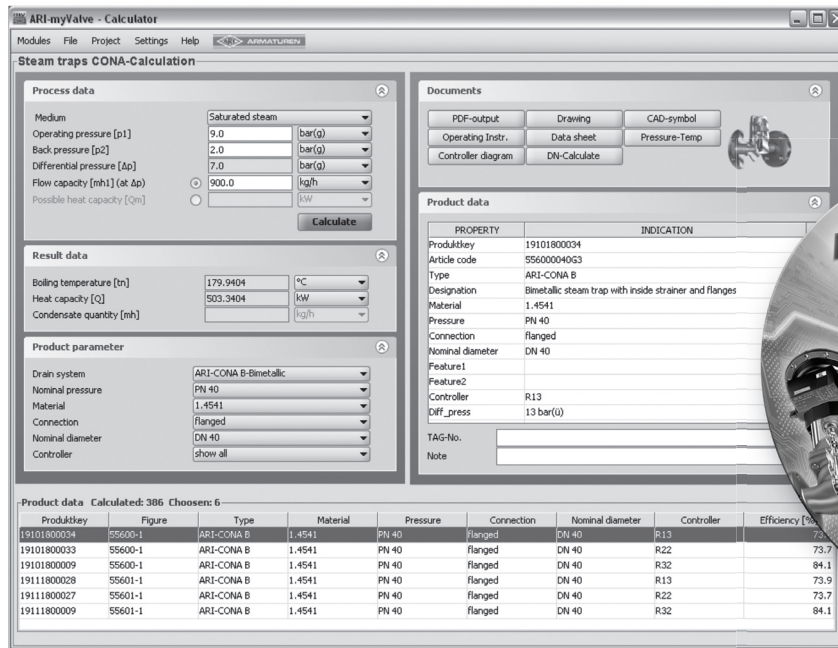 ARI-myValve - Calculator
Modules File Project Settings Help ARI ARMATUREN
Steam traps CONA-Calculation
Process data
Medium Saturated steam
Operating pressure [p1] 9.0 bar(g)
Back pressure [p2] 2.0 bar(g)
Differential pressure [Δp] 7.0 bar(g)
Flow capacity [mh1] (at Δp) 900.0 kg/h
Possible heat capacity [Qm] kW
Calculate
Result data
Boiling temperature [tn] 179.9404 °C
Heat capacity [Q] 503.3404 kW
Condensate quantity [mh] kg/h
Product parameter
Drain system ARI-CONA B-Bimetallic
Nominal pressure PN 40
Material 1.4541
Connection flanged
Nominal diameter DN 40
Controller show all
Documents
PDF-output Drawing CAD-symbol
Operating Instr. Data sheet Pressure-Temp
Controller diagram DN-Calculate
Product data
PROPERTY INDICATION
Produktkey 19101800034
Article code 556000040G3
Type ARI-CONA B
Designation Bimetallic steam trap with inside strainer and flanges
Material 1.4541
Pressure PN 40
Connection flanged
Nominal diameter DN 40
Feature1
Feature2
Controller R13
Diff_press 13 bar(ü)
TAG-No.
Note
Product data Calculated: 386 Choosen: 6
Produktkey Figure Type Material Pressure Connection Nominal diameter Controller Efficiency [%
19101800034 55600-1 ARI-CONA B 1.4541 PN 40 flanged DN 40 R13
19101800033 55600-1 ARI-CONA B 1.4541 PN 40 flanged DN 40 R22 73.7
19101800009 55600-1 ARI-CONA B 1.4541 PN 40 flanged DN 40 R32 84.1
19111800028 55601-1 ARI-CONA B 1.4541 PN 40 flanged DN 40 R13 73.9
19111800027 55601-1 ARI-CONA B 1.4541 PN 40 flanged DN 40 R22 73.7
19111800009 55601-1 ARI-CONA B 1.4541 PN 40 flanged DN 40 R32 84.1